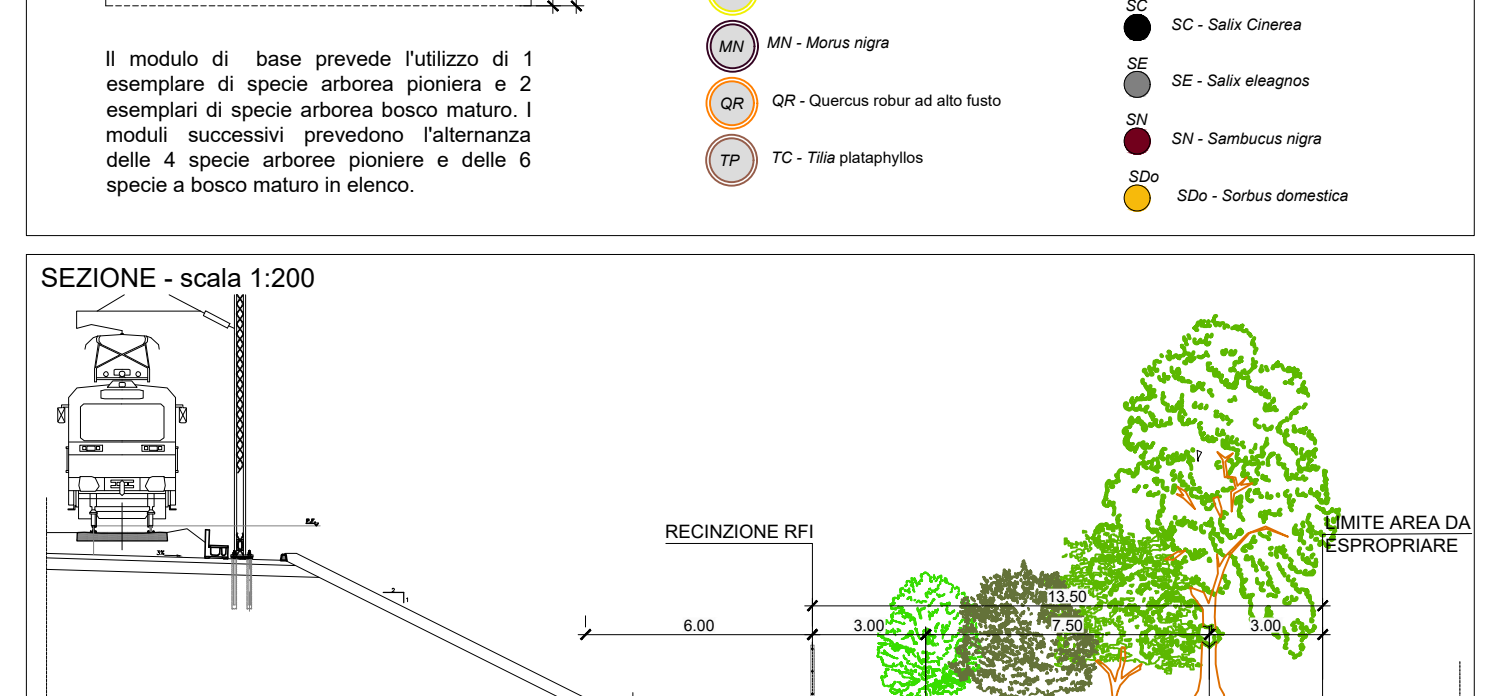 Il modulo di base prevede l'utilizzo di 1
esemplare di specie arborea pioniera e 2
esemplari di specie arborea bosco maturo. I
moduli successivi prevedono l'alternanza
delle 4 specie arboree pioniere e delle 6
specie a bosco maturo in elenco.
MN MN - Morus nigra
QR QR - Quercus robur ad alto fusto
TP TC - Tilia plataphyllos
SC
SC - Salix Cinerea
SE
SE - Salix eleagnos
SN
SN - Sambucus nigra
SDo
SDo - Sorbus domestica
SEZIONE - scala 1:200
3%
2
1
RECINZIONE RFI
LIMITE AREA DA
ESPROPRIARE
13.50
6.00 3.00 7.50 3.00